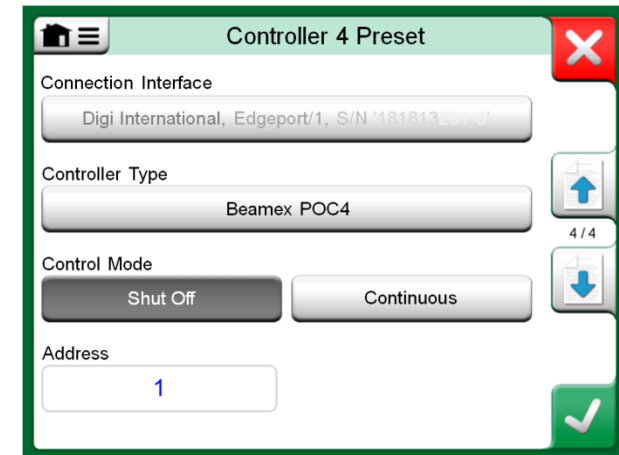 Controller 4 Preset
Connection Interface
Digi International, Edgeport/1, S/N
Controller Type
Beamex POC4
4 / 4
Control Mode
Shut Off
Continuous
Address
1